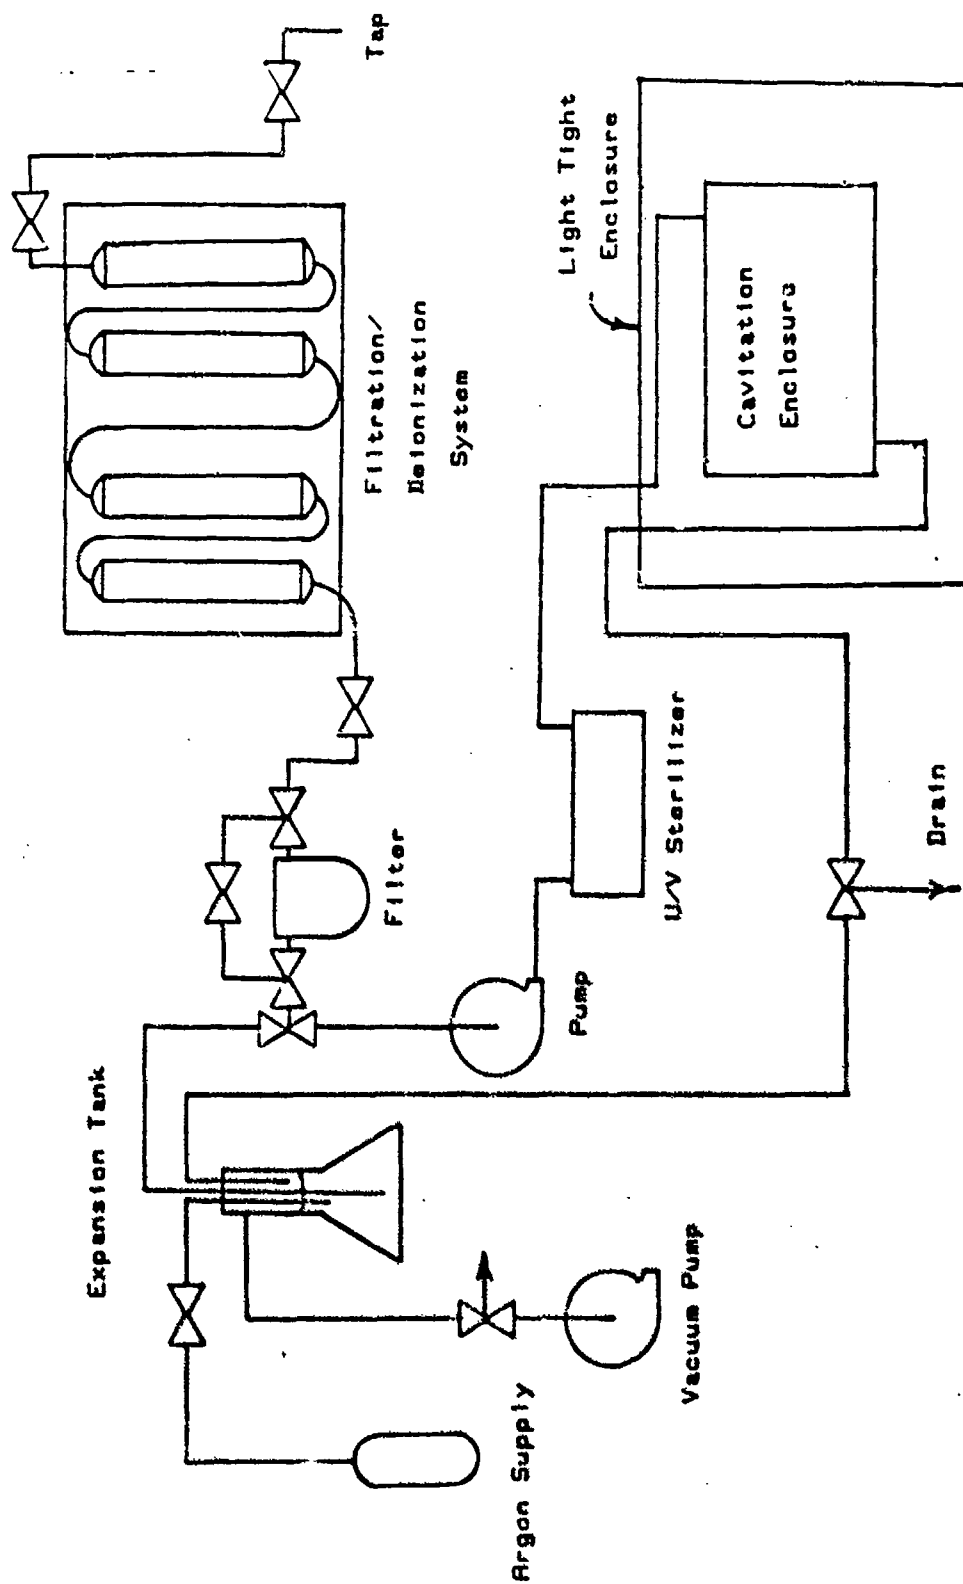 Tap
Filtration/
Deionization
System
Light Tight
Enclosure
Cavitation
Enclosure
Filter
U/V Sterilizer
Drain
Pump
Expansion Tank
Vacuum Pump
Argon Supply